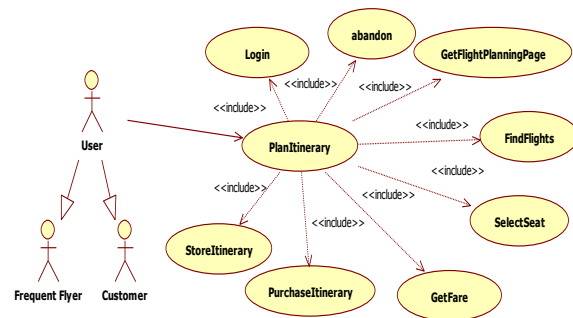 abandon
Login
GetFlightPlanningPage
<<include>>
<<include>>
<<include>>
<<include>>
User
PlanItinerary
<<include>>
FindFlights
<<include>>
<<include>>
<<include>>
<<include>>
SelectSeat
StoreItinerary
Frequent Flyer
Customer
PurchaseItinerary
GetFare